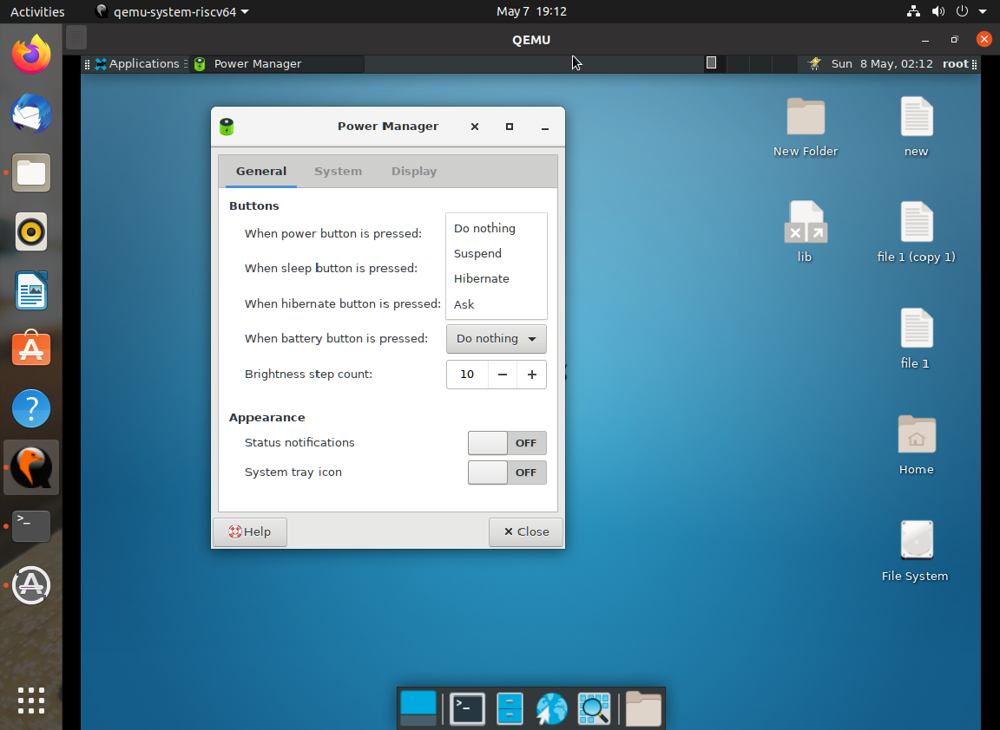 Activities
qemu-system-riscv64
May 7 19:12
QEMU
Applications
Power Manager
Sun 8 May, 02:12
root
Power Manager
General
System
Display
Buttons
When power button is pressed:
Do nothing
Suspend
When sleep button is pressed:
Hibernate
When hibernate button is pressed:
Ask
When battery button is pressed:
Do nothing
Brightness step count:
10
Appearance
Status notifications
OFF
System tray icon
OFF
Help
Close
New Folder
new
lib
file 1 (copy 1)
file 1
Home
File System